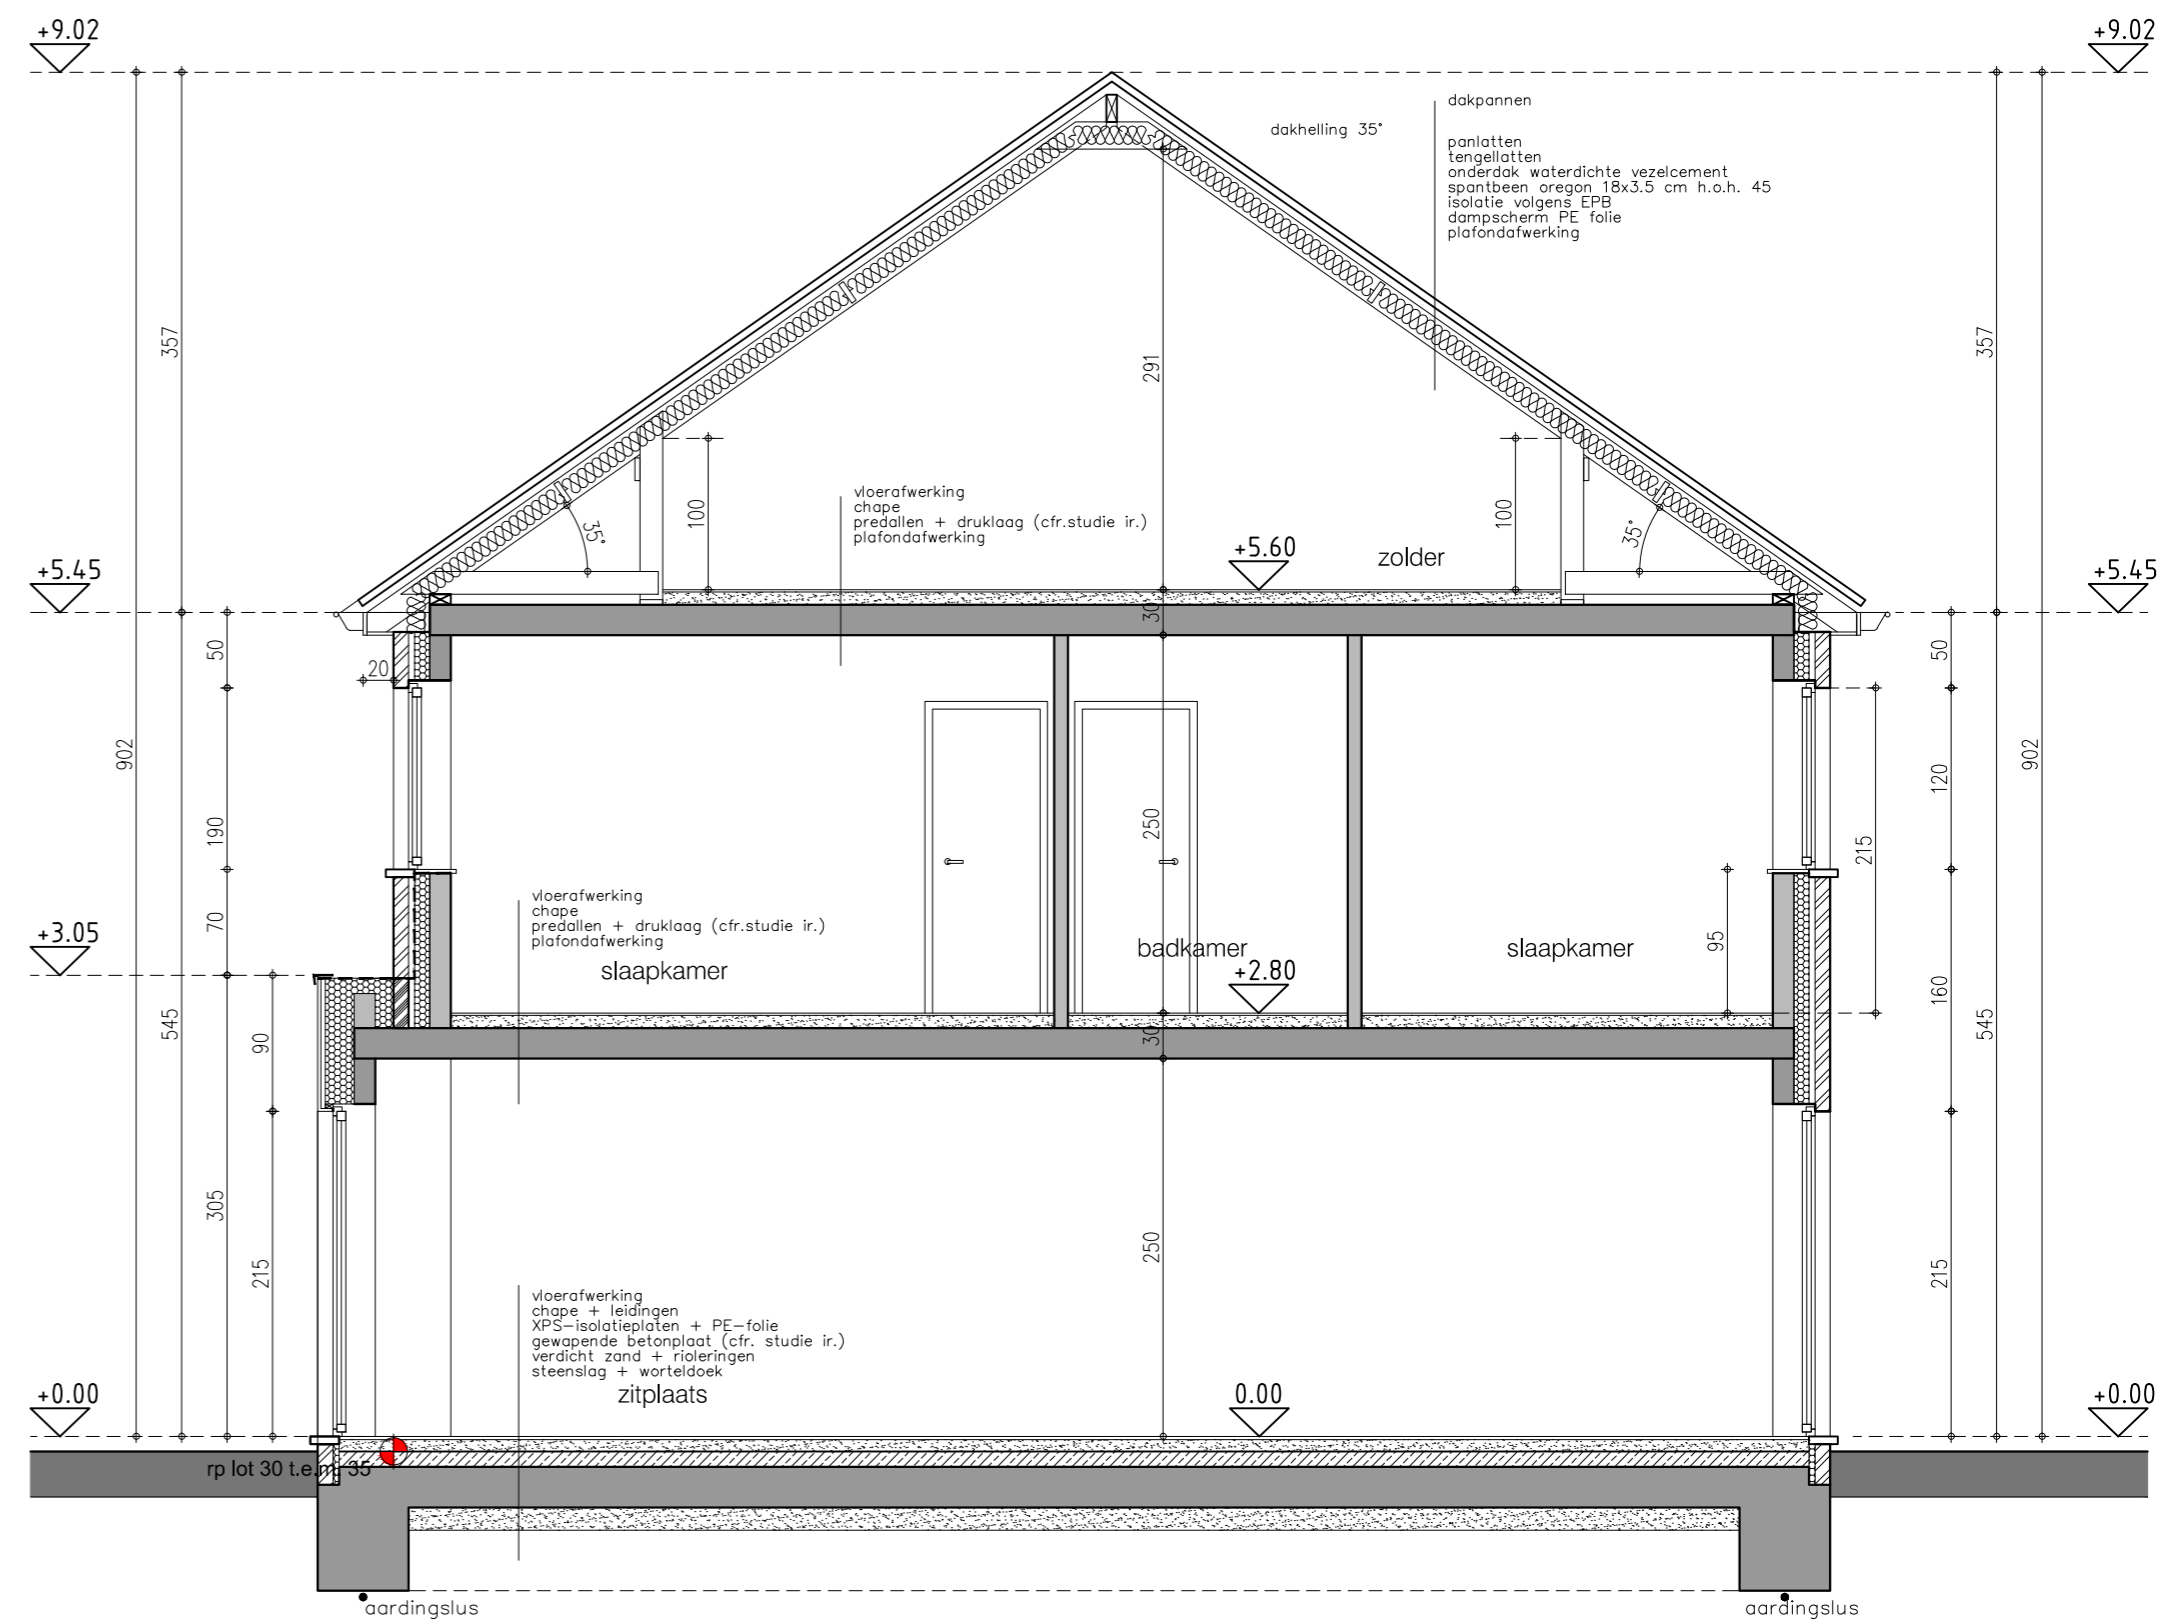 +9.02
+9.02
dakpannen
dakhelling 35°
panlatten
tengellatten
onderdak waterdichte vezelcement
spantbeen oregon 18x3.5 cm h.o.h. 45
isolatie volgens EPB
dampscherm PE folie
plafondafwerking
357
291
357
vloerafwerking
chape
predallen + druklaag (cfr.studie ir.)
plafondafwerking
100
100
35°
35°
+5.60
zolder
+5.45
+5.45
30
50
20
50
902
190
250
120
215
902
vloerafwerking
chape
predallen + druklaag (cfr.studie ir.)
plafondafwerking
slaapkamer
badkamer
slaapkamer
+2.80
95
70
+3.05
160
545
90
30
545
305
215
250
215
vloerafwerking
chape + leidingen
XPS-isolatieplaten + PE-folie
gewapende betonplaat (cfr. studie ir.)
verdicht zand + rioleringen
steenslag + worteldoek
zitplaats
+0.00
0.00
+0.00
rp lot 30 t.e.m. 35
aardingslus
aardingslus